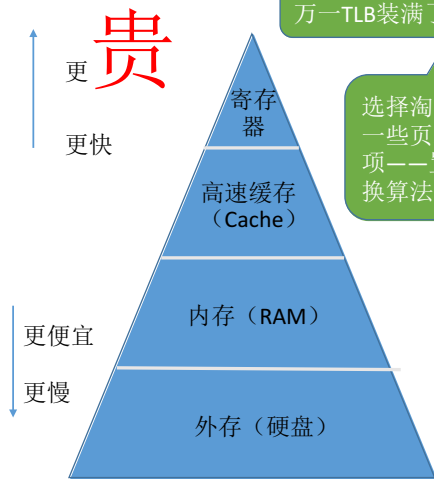 万一TLB装满了
更贵
更快
寄存
器
选择淘
一些页
项——置
换算法
高速缓存
（Cache）
内存（RAM）
更便宜
更慢
外存（硬盘）